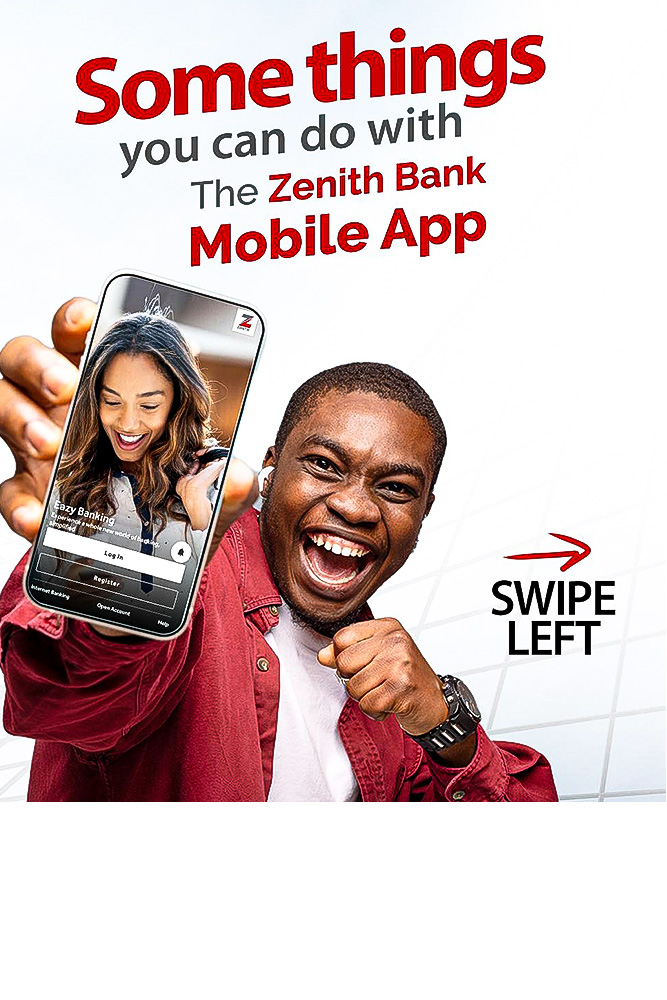 Some things
you can do with
The Zenith Bank
Mobile App
Z
ZENITH
Eazy Banking
Experience a whole new world of banking,
simplified
Log In
Register
Internet Banking
Open Account
Help
SWIPE
LEFT